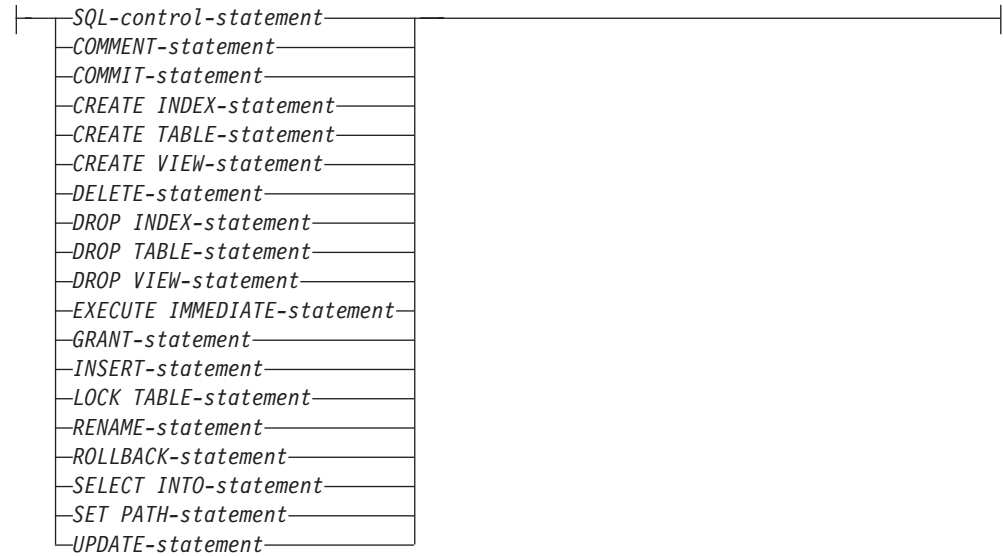 SQL-control-statement
COMMENT-statement
COMMIT-statement
CREATE INDEX-statement
CREATE TABLE-statement
CREATE VIEW-statement
DELETE-statement
DROP INDEX-statement
DROP TABLE-statement
DROP VIEW-statement
EXECUTE IMMEDIATE-statement
GRANT-statement
INSERT-statement
LOCK TABLE-statement
RENAME-statement
ROLLBACK-statement
SELECT INTO-statement
SET PATH-statement
UPDATE-statement